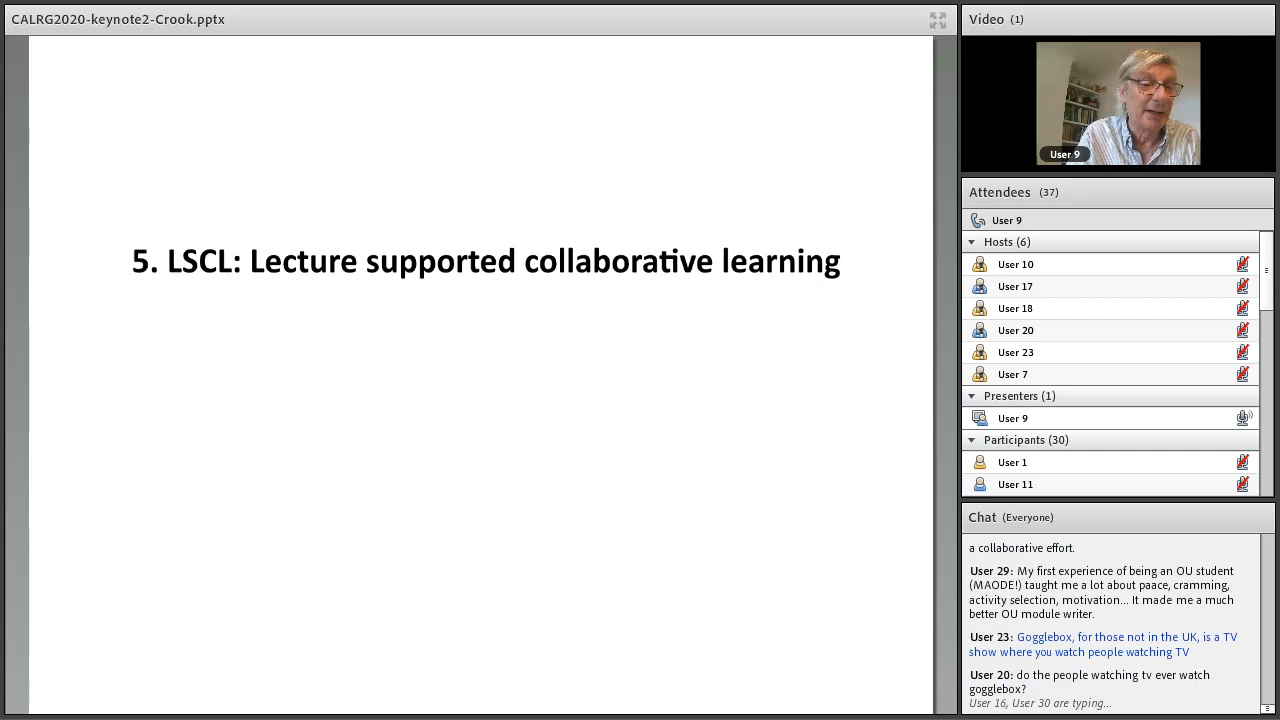 CALRG2020-keynote2-Crook.pptx
5. LSCL: Lecture supported collaborative learning
Video (1)
User 9
Attendees (37)
User 9
Hosts (6)
User 10
User 17
User 18
User 20
User 23
User 7
Presenters (1)
User 9
Participants (30)
User 1
User 11
Chat (Everyone)
a collaborative effort.
User 29: My first experience of being an OU student
(MAODE!) taught me a lot about paace, cramming,
activity selection, motivation... It made me a much
better OU module writer.
User 23: Gogglebox, for those not in the UK, is a TV
show where you watch people watching TV
User 20: do the people watching tv ever watch
gogglebox?
User 16, User 30 are typing...